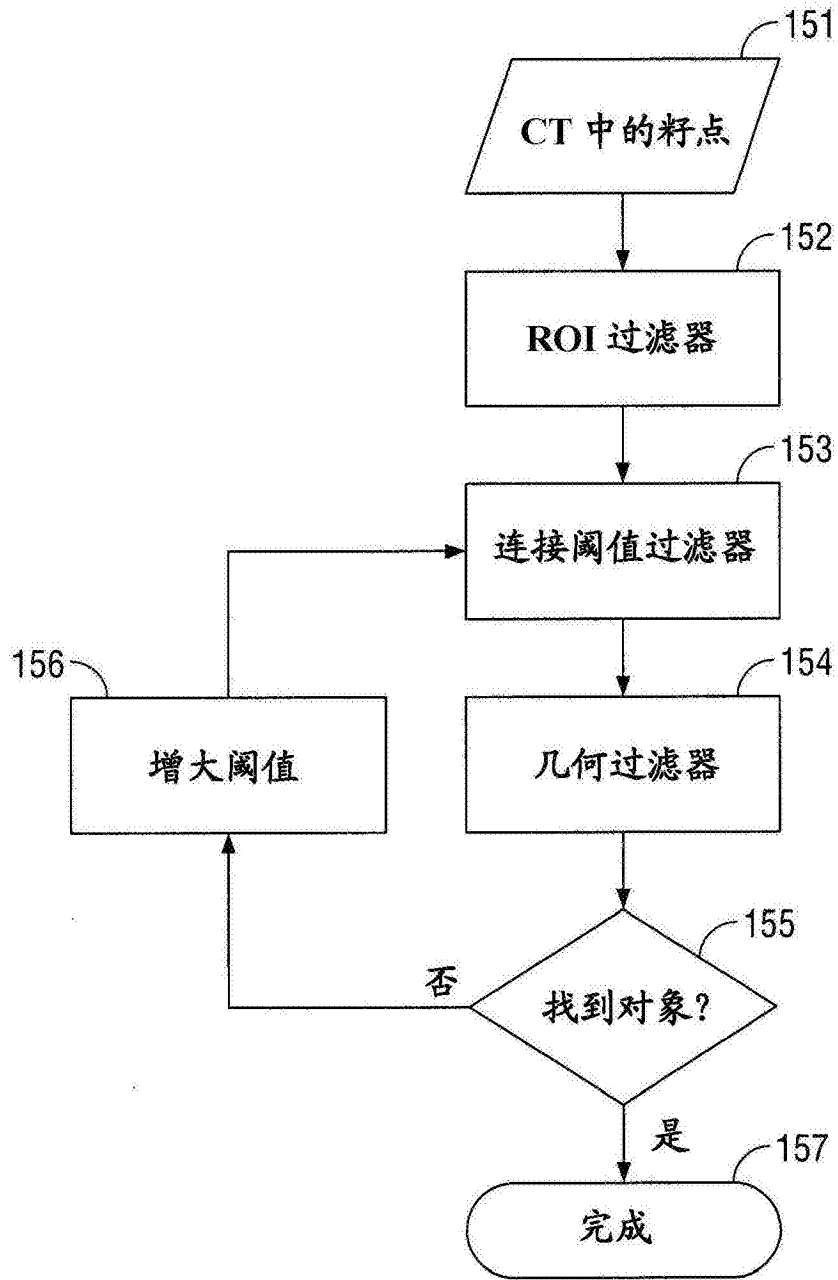 151
CT 中的籽点
152
ROI 过滤器
153
连接阈值过滤器
156
154
增大阈值
几何过滤器
155
否
找到对象？
是
157
完成